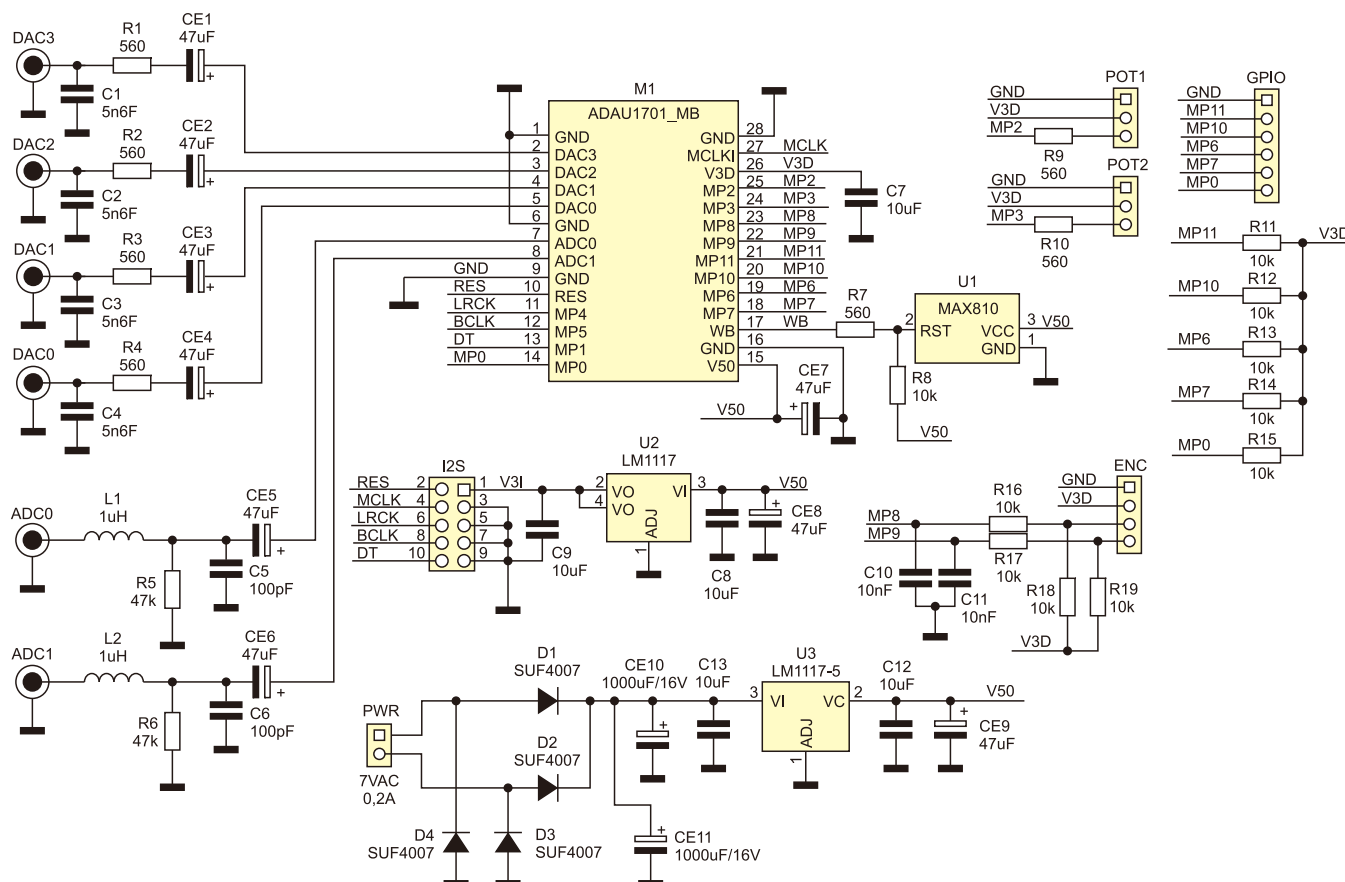 DAC3
R1
560
CE1
47uF
+
C1
5n6F
DAC2
R2
560
CE2
47uF
+
C2
5n6F
DAC1
R3
560
CE3
47uF
+
C3
5n6F
DAC0
R4
560
CE4
47uF
+
C4
5n6F
ADC0
L1
1uH
CE5
47uF
+
R5
47k
C5
100pF
ADC1
L2
1uH
CE6
47uF
+
R6
47k
C6
100pF
M1
ADAU1701_MB
1 GND
2 DAC3
3 DAC2
4 DAC1
5 DAC0
6 GND
7 ADC0
8 ADC1
GND 9 GND
RES 10 RES
LRCK 11 MP4
BCLK 12 MP5
DT 13 MP1
MP0 14 MP0
GND 28
MCLKI 27 MCLK
V3D 26 V3D
MP2 25 MP2
MP3 24 MP3
MP8 23 MP8
MP9 22 MP9
MP11 21 MP11
MP10 20 MP10
MP6 19 MP6
MP7 18 MP7
WB 17 WB
GND 16
V50 15
C7
10uF
CE7
47uF
V50
+
R7
560
R8
10k
V50
U1
MAX810
2 RST
VCC 3 V50
GND 1
POT1
GND
V3D
MP2
R9
560
POT2
GND
V3D
MP3
R10
560
GPIO
GND
MP11
MP10
MP6
MP7
MP0
MP11 R11 V3D
10k
MP10 R12
10k
MP6 R13
10k
MP7 R14
10k
MP0 R15
10k
I2S
RES 2 1 V3I
MCLK 4 3
LRCK 6 5
BCLK 8 7
DT 10 9
C9
10uF
U2
LM1117
2 VO VI 3 V50
4 VO
ADJ
1
C8
10uF
+
CE8
47uF
ENC
GND
V3D
MP8
MP9
R16
10k
R17
10k
C10
10nF
C11
10nF
R18
10k
R19
10k
V3D
PWR
7VAC
0,2A
D1
SUF4007
D2
SUF4007
D4
SUF4007
D3
SUF4007
CE10
1000uF/16V
+
C13
10uF
+
CE11
1000uF/16V
U3
LM1117-5
3 VI VC 2
ADJ
1
C12
10uF
V50
+
CE9
47uF